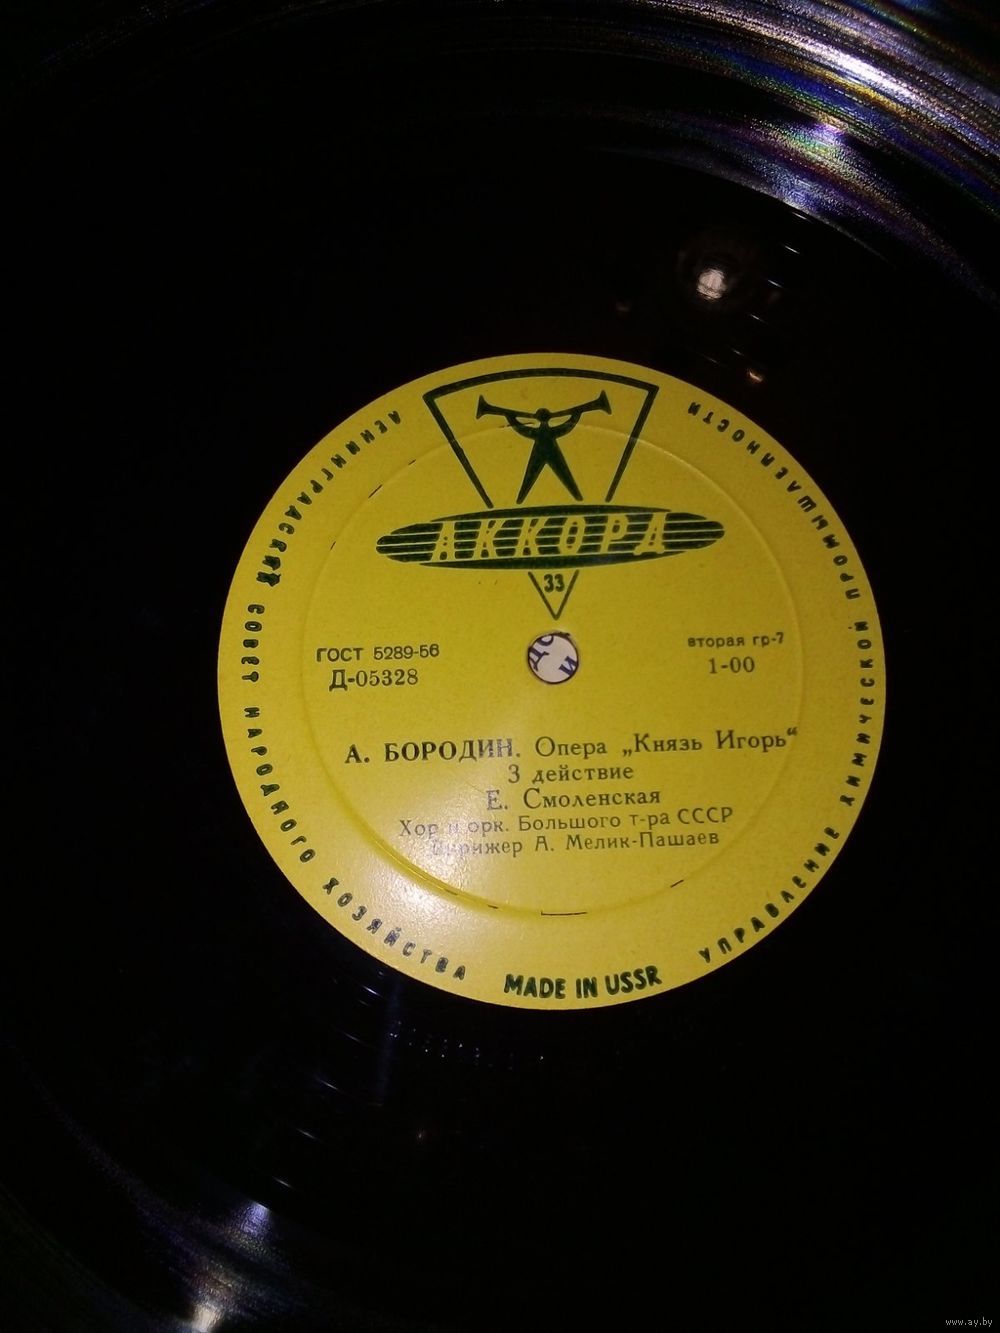 ЛЕНИНГРАДСКИЙ СОВЕТ НАРОДНОГО ХОЗЯЙСТВА
УПРАВЛЕНИЕ ХИМИЧЕСКОЙ ПРОМЫШЛЕННОСТИ
АККОРД
33
ГОСТ 5289-56
Д-05328
вторая гр-7
1-00
А. БОРОДИН. Опера „Князь Игорь“
3 действие
Е. Смоленская
Хор и орк. Большого т-ра СССР
Дирижер А. Мелик-Пашаев
MADE IN USSR
www.ay.by